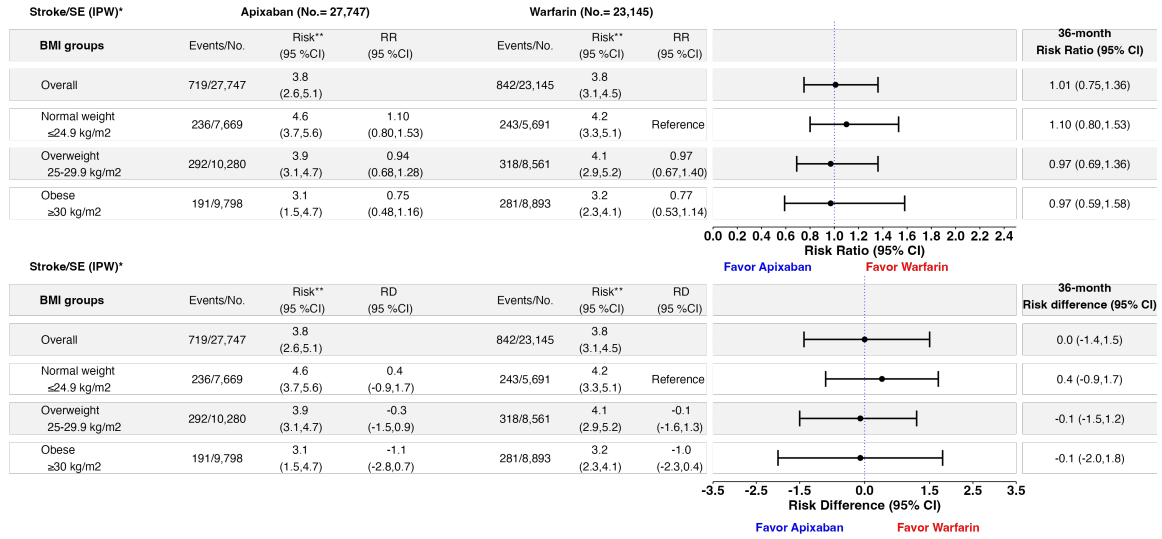 Stroke/SE (IPW)* Apixaban (No.= 27,747) Warfarin (No.= 23,145)
BMI groups Events/No. Risk** (95 %CI) RR (95 %CI) Events/No. Risk** (95 %CI) RR (95 %CI) 36-month Risk Ratio (95% CI)
Overall 719/27,747 3.8 (2.6,5.1) 842/23,145 3.8 (3.1,4.5) 1.01 (0.75,1.36)
Normal weight ≤24.9 kg/m2 236/7,669 4.6 (3.7,5.6) 1.10 (0.80,1.53) 243/5,691 4.2 (3.3,5.1) Reference 1.10 (0.80,1.53)
Overweight 25-29.9 kg/m2 292/10,280 3.9 (3.1,4.7) 0.94 (0.68,1.28) 318/8,561 4.1 (2.9,5.2) 0.97 (0.67,1.40) 0.97 (0.69,1.36)
Obese ≥30 kg/m2 191/9,798 3.1 (1.5,4.7) 0.75 (0.48,1.16) 281/8,893 3.2 (2.3,4.1) 0.77 (0.53,1.14) 0.97 (0.59,1.58)
0.0 0.2 0.4 0.6 0.8 1.0 1.2 1.4 1.6 1.8 2.0 2.2 2.4
Risk Ratio (95% CI)
Favor Apixaban Favor Warfarin
Stroke/SE (IPW)*
BMI groups Events/No. Risk** (95 %CI) RD (95 %CI) Events/No. Risk** (95 %CI) RD (95 %CI) 36-month Risk difference (95% CI)
Overall 719/27,747 3.8 (2.6,5.1) 842/23,145 3.8 (3.1,4.5) 0.0 (-1.4,1.5)
Normal weight ≤24.9 kg/m2 236/7,669 4.6 (3.7,5.6) 0.4 (-0.9,1.7) 243/5,691 4.2 (3.3,5.1) Reference 0.4 (-0.9,1.7)
Overweight 25-29.9 kg/m2 292/10,280 3.9 (3.1,4.7) -0.3 (-1.5,0.9) 318/8,561 4.1 (2.9,5.2) -0.1 (-1.6,1.3) -0.1 (-1.5,1.2)
Obese ≥30 kg/m2 191/9,798 3.1 (1.5,4.7) -1.1 (-2.8,0.7) 281/8,893 3.2 (2.3,4.1) -1.0 (-2.3,0.4) -0.1 (-2.0,1.8)
-3.5 -2.5 -1.5 0.0 1.5 2.5 3.5
Risk Difference (95% CI)
Favor Apixaban Favor Warfarin